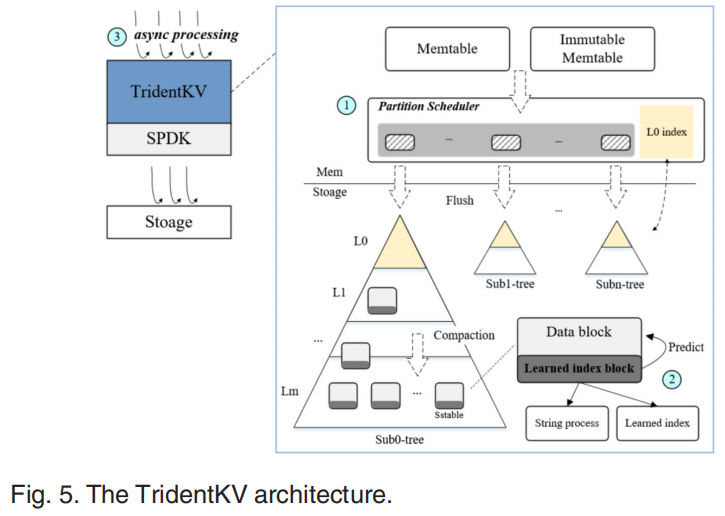 3 async processing
TridentKV
SPDK
Stoage
Memtable
Immutable
Memtable
1
Partition Scheduler
...
...
L0 index
Mem
Stoage
Flush
...
L0
Sub1-tree
Subn-tree
L1
...
Compaction
Lm
...
Sstable
Sub0-tree
Data block
Predict
Learned index block
2
String process
Learned index
Fig. 5. The TridentKV architecture.